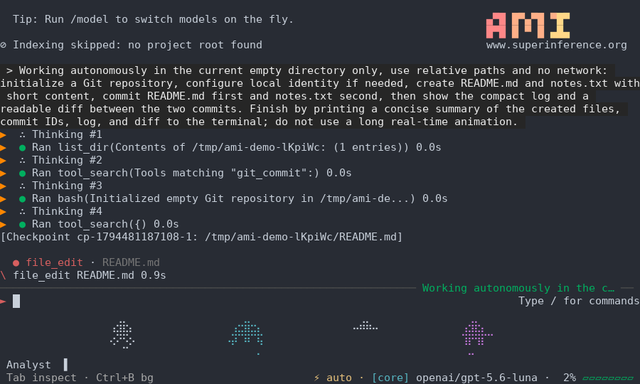 Tip: Run /model to switch models on the fly.
AMI
⊘ Indexing skipped: no project root found
www.superinference.org
> Working autonomously in the current empty directory only, use relative paths and no network:
initialize a Git repository, configure local identity if needed, create README.md and notes.txt with
short content, commit README.md first and notes.txt second, then show the compact log and a
readable diff between the two commits. Finish by printing a concise summary of the created files,
commit IDs, log, and diff to the terminal; do not use a long real-time animation.
▶ ∴ Thinking #1
▶ ● Ran list_dir(Contents of /tmp/ami-demo-lKpiWc: (1 entries)) 0.0s
▶ ∴ Thinking #2
▶ ● Ran tool_search(Tools matching "git_commit":) 0.0s
▶ ∴ Thinking #3
▶ ● Ran bash(Initialized empty Git repository in /tmp/ami-de...) 0.0s
▶ ∴ Thinking #4
▶ ● Ran tool_search({) 0.0s
[Checkpoint cp-1794481187108-1: /tmp/ami-demo-lKpiWc/README.md]
● file_edit · README.md
\ file_edit README.md 0.9s
Working autonomously in the c…
Type / for commands
Analyst
Tab inspect · Ctrl+B bg
⚡ auto · [core] openai/gpt-5.6-luna · 2%